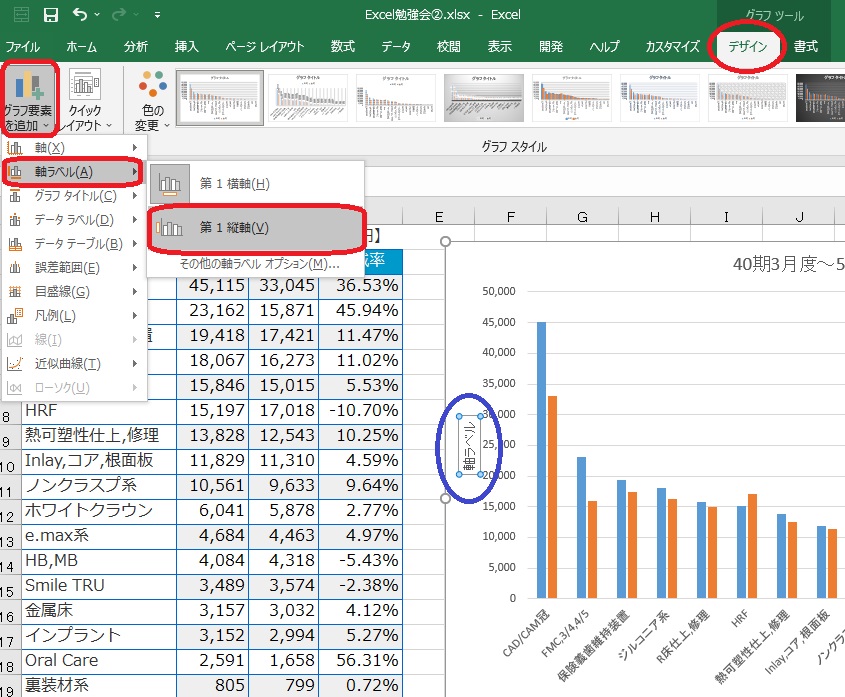 Excel勉強会②.xlsx - Excel
グラフ ツール
ファイル ホーム 分析 挿入 ページ レイアウト 数式 データ 校閲 表示 開発 ヘルプ カスタマイズ デザイン 書式
グラフ要素
を追加
クイック
レイアウト
色の
変更
グラフ スタイル
軸(X)
軸ラベル(A)
グラフ タイトル(C)
データ ラベル(D)
データ テーブル(B)
誤差範囲(E)
目盛線(G)
凡例(L)
線(I)
近似曲線(T)
ローソク(U)
第 1 横軸(H)
第 1 縦軸(V)
その他の軸ラベル オプション(M)...
E F G H I J
円】
率
45,115 33,045 36.53%
23,162 15,871 45.94%
置 19,418 17,421 11.47%
18,067 16,273 11.02%
15,846 15,015 5.53%
8 HRF 15,197 17,018 -10.70%
9 熱可塑性仕上,修理 13,828 12,543 10.25%
10 Inlay,コア,根面板 11,829 11,310 4.59%
11 ノンクラスプ系 10,561 9,633 9.64%
12 ホワイトクラウン 6,041 5,878 2.77%
13 e.max系 4,684 4,463 4.97%
14 HB,MB 4,084 4,318 -5.43%
15 Smile TRU 3,489 3,574 -2.38%
16 金属床 3,157 3,032 4.12%
17 インプラント 3,152 2,994 5.27%
18 Oral Care 2,591 1,658 56.31%
19 裏装材系 805 799 0.72%
40期3月度～5
50,000
45,000
40,000
35,000
30,000
25,000
20,000
15,000
10,000
5,000
0
軸ラベル
CAD/CAM冠
FMC,3/4,4/5
保険義歯維持装置
ジルコニア系
R床仕上,修理
HRF
熱可塑性仕上,修理
Inlay,コア,根面板
ノンクラ